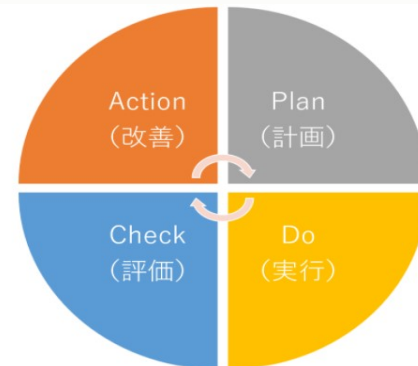 Action
（改善）
Plan
（計画）
Check
（評価）
Do
（実行）